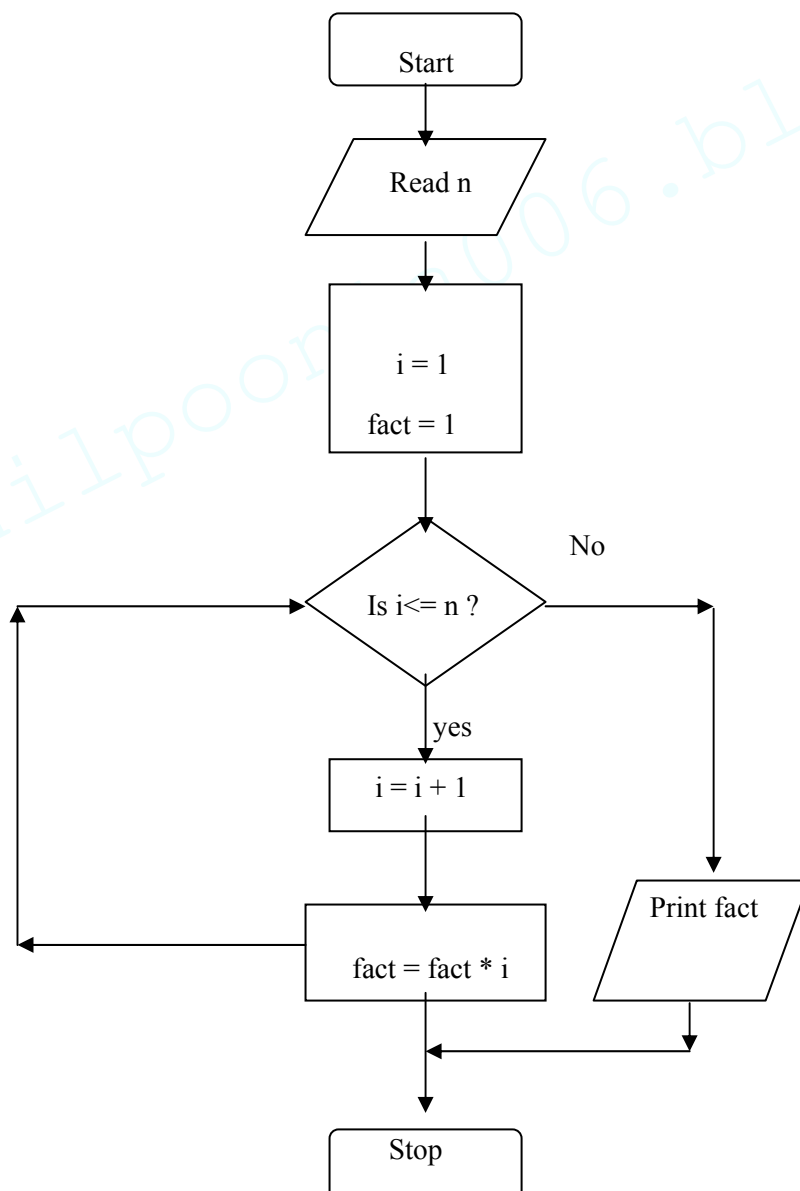 Start
Read n
i = 1
fact = 1
No
Is i<= n ?
yes
i = i + 1
Print fact
fact = fact * i
Stop